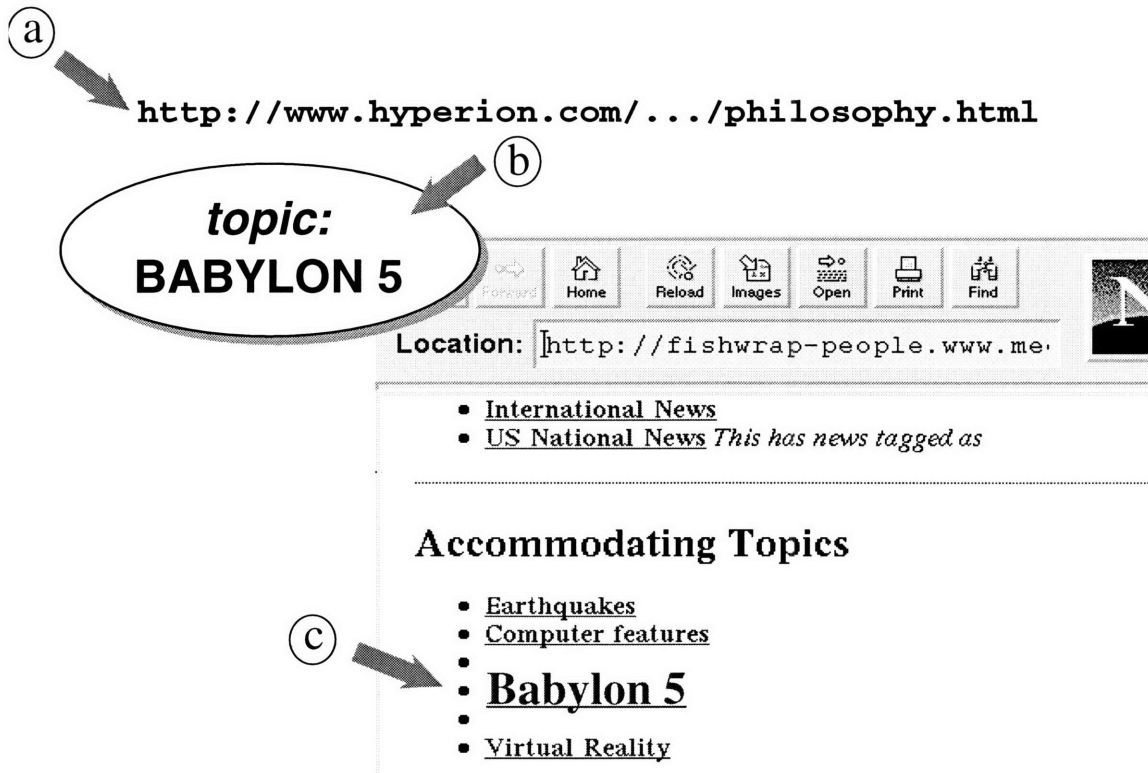 a
http://www.hyperion.com/.../philosophy.html
b
topic:
BABYLON 5
Forward Home Reload Images Open Print Find
N
Location: http://fishwrap-people.www.me
• International News
• US National News This has news tagged as
Accommodating Topics
• Earthquakes
• Computer features
c
•
• Babylon 5
•
• Virtual Reality